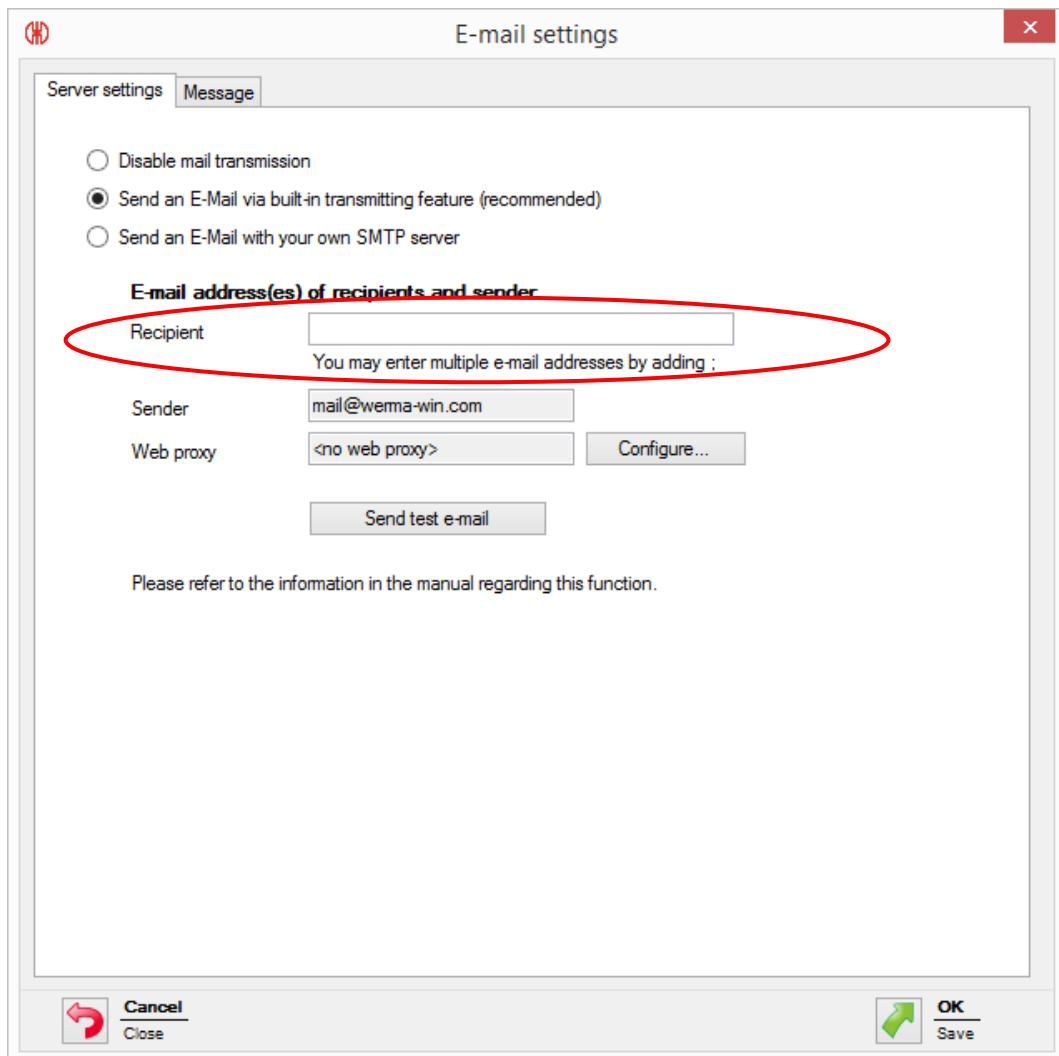 E-mail settings
Server settings Message
Disable mail transmission
Send an E-Mail via built-in transmitting feature (recommended)
Send an E-Mail with your own SMTP server
E-mail address(es) of recipients and sender
Recipient
You may enter multiple e-mail addresses by adding ;
Sender mail@werma-win.com
Web proxy <no web proxy> Configure...
Send test e-mail
Please refer to the information in the manual regarding this function.
Cancel OK
Close Save